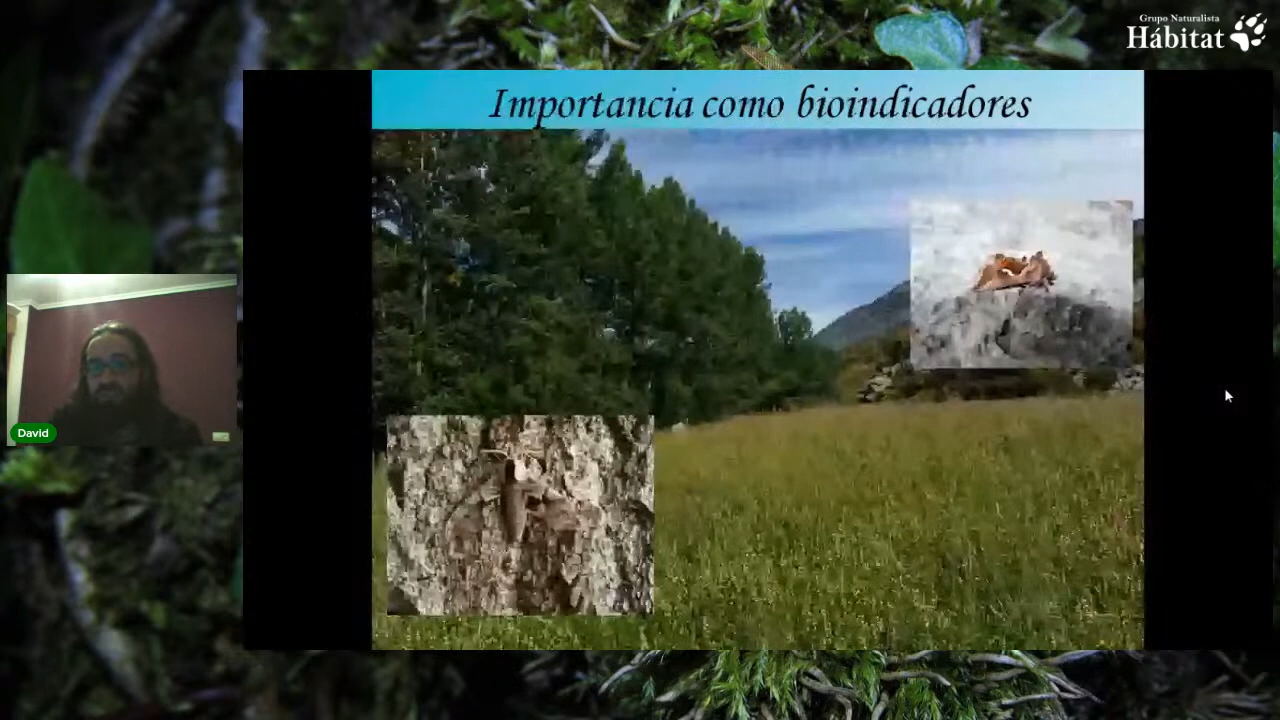 Grupo Naturalista
Hábitat
Importancia como bioindicadores
David